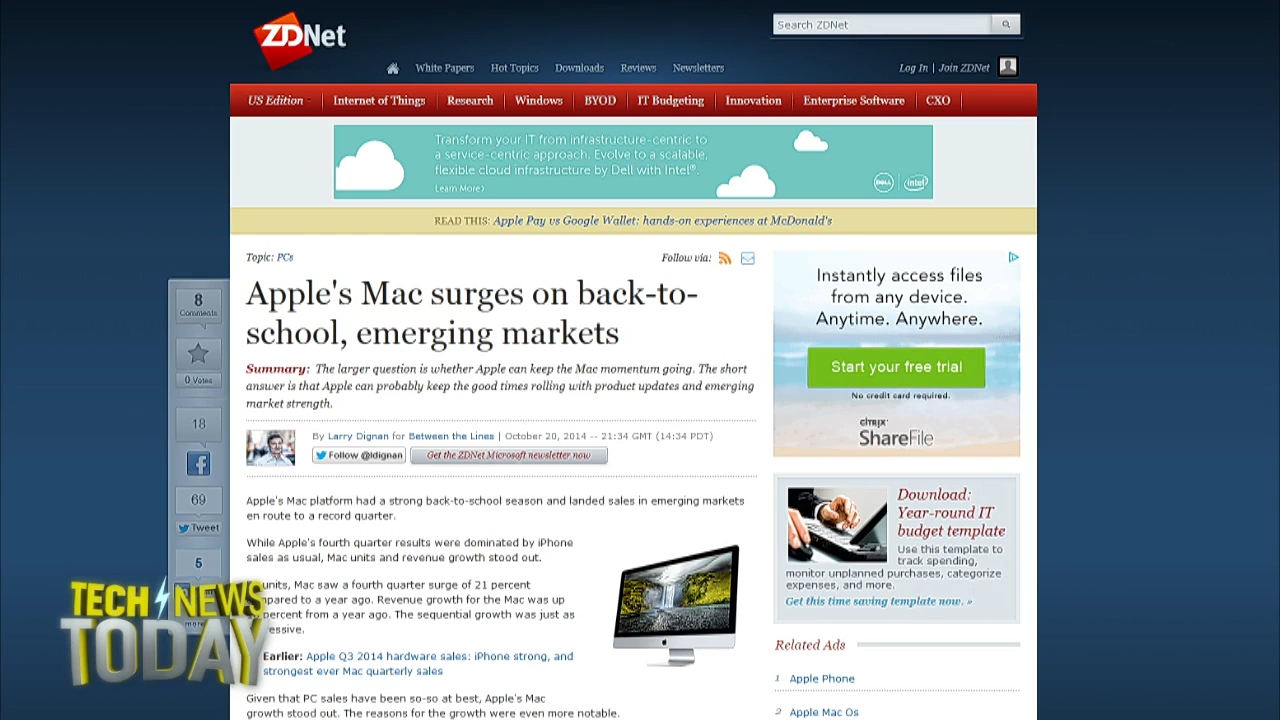 ZDNet
Search ZDNet
White Papers
Hot Topics
Downloads
Reviews
Newsletters
Log In | Join ZDNet
US Edition
Internet of Things
Research
Windows
BYOD
IT Budgeting
Innovation
Enterprise Software
CXO
Transform your IT from infrastructure-centric to
a service-centric approach. Evolve to a scalable,
flexible cloud infrastructure by Dell with Intel®.
Learn More
DELL
intel
READ THIS: Apple Pay vs Google Wallet: hands-on experiences at McDonald's
Topic: PCs
Follow via:
Apple's Mac surges on back-to-
school, emerging markets
Summary: The larger question is whether Apple can keep the Mac momentum going. The short
answer is that Apple can probably keep the good times rolling with product updates and emerging
market strength.
By Larry Dignan for Between the Lines | October 20, 2014 -- 21:34 GMT (14:34 PDT)
Follow @ldignan
Get the ZDNet Microsoft newsletter now
Apple's Mac platform had a strong back-to-school season and landed sales in emerging markets
en route to a record quarter.
While Apple's fourth quarter results were dominated by iPhone
sales as usual, Mac units and revenue growth stood out.
units, Mac saw a fourth quarter surge of 21 percent
pared to a year ago. Revenue growth for the Mac was up
percent from a year ago. The sequential growth was just as
essive.
Earlier: Apple Q3 2014 hardware sales: iPhone strong, and
strongest ever Mac quarterly sales
Given that PC sales have been so-so at best, Apple's Mac
growth stood out. The reasons for the growth were even more notable.
8
Comments
0 Votes
18
f
69
Tweet
5
more
TECH NEWS
TODAY
Instantly access files
from any device.
Anytime. Anywhere.
Start your free trial
No credit card required.
CITRIX
ShareFile
Download:
Year-round IT
budget template
Use this template to
track spending,
monitor unplanned purchases, categorize
expenses, and more.
Get this time saving template now. »
Related Ads
1 Apple Phone
2 Apple Mac Os